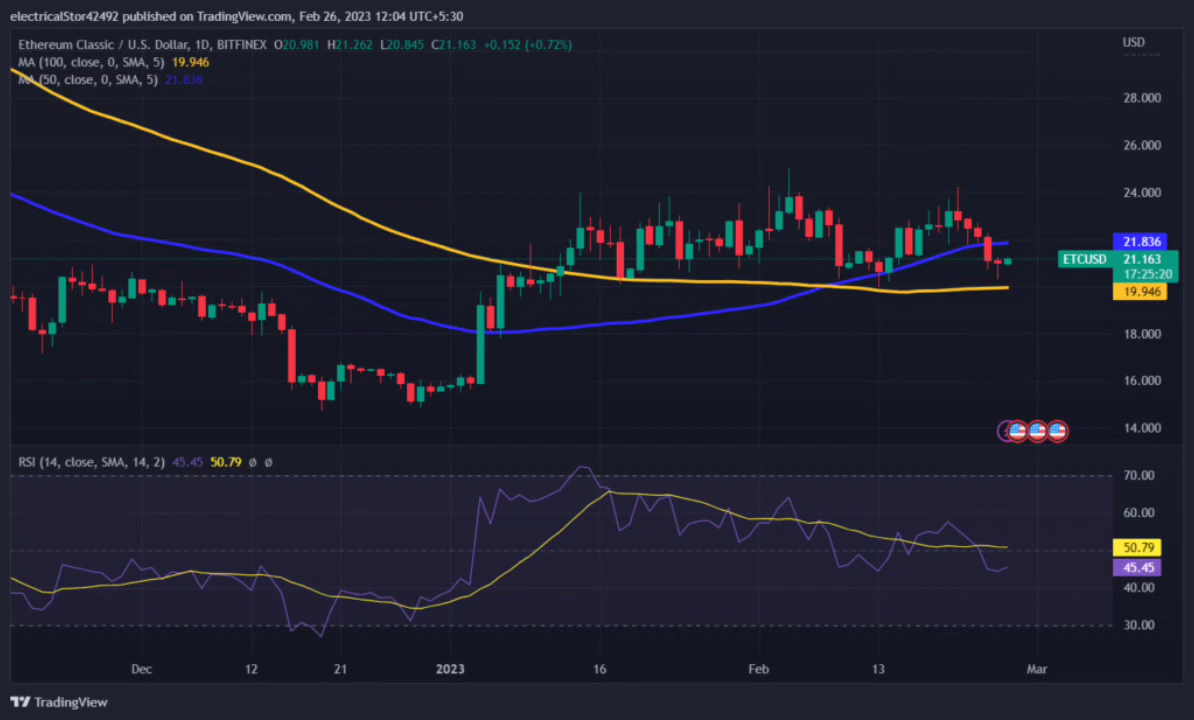 electricalStor42492 published on TradingView.com, Feb 26, 2023 12:04 UTC+5:30
Ethereum Classic / U.S. Dollar, 1D, BITFINEX O20.981 H21.262 L20.845 C21.163 +0.152 (+0.72%)
USD
MA (100, close, 0, SMA, 5) 19.946
MA (50, close, 0, SMA, 5) 21.836
28.000
26.000
24.000
21.836
ETCUSD 21.163
17:25:20
19.946
18.000
16.000
14.000
RSI (14, close, SMA, 14, 2) 45.45 50.79 ø ø
70.00
60.00
50.79
45.45
40.00
30.00
Dec 12 21 2023 16 Feb 13 Mar
TradingView